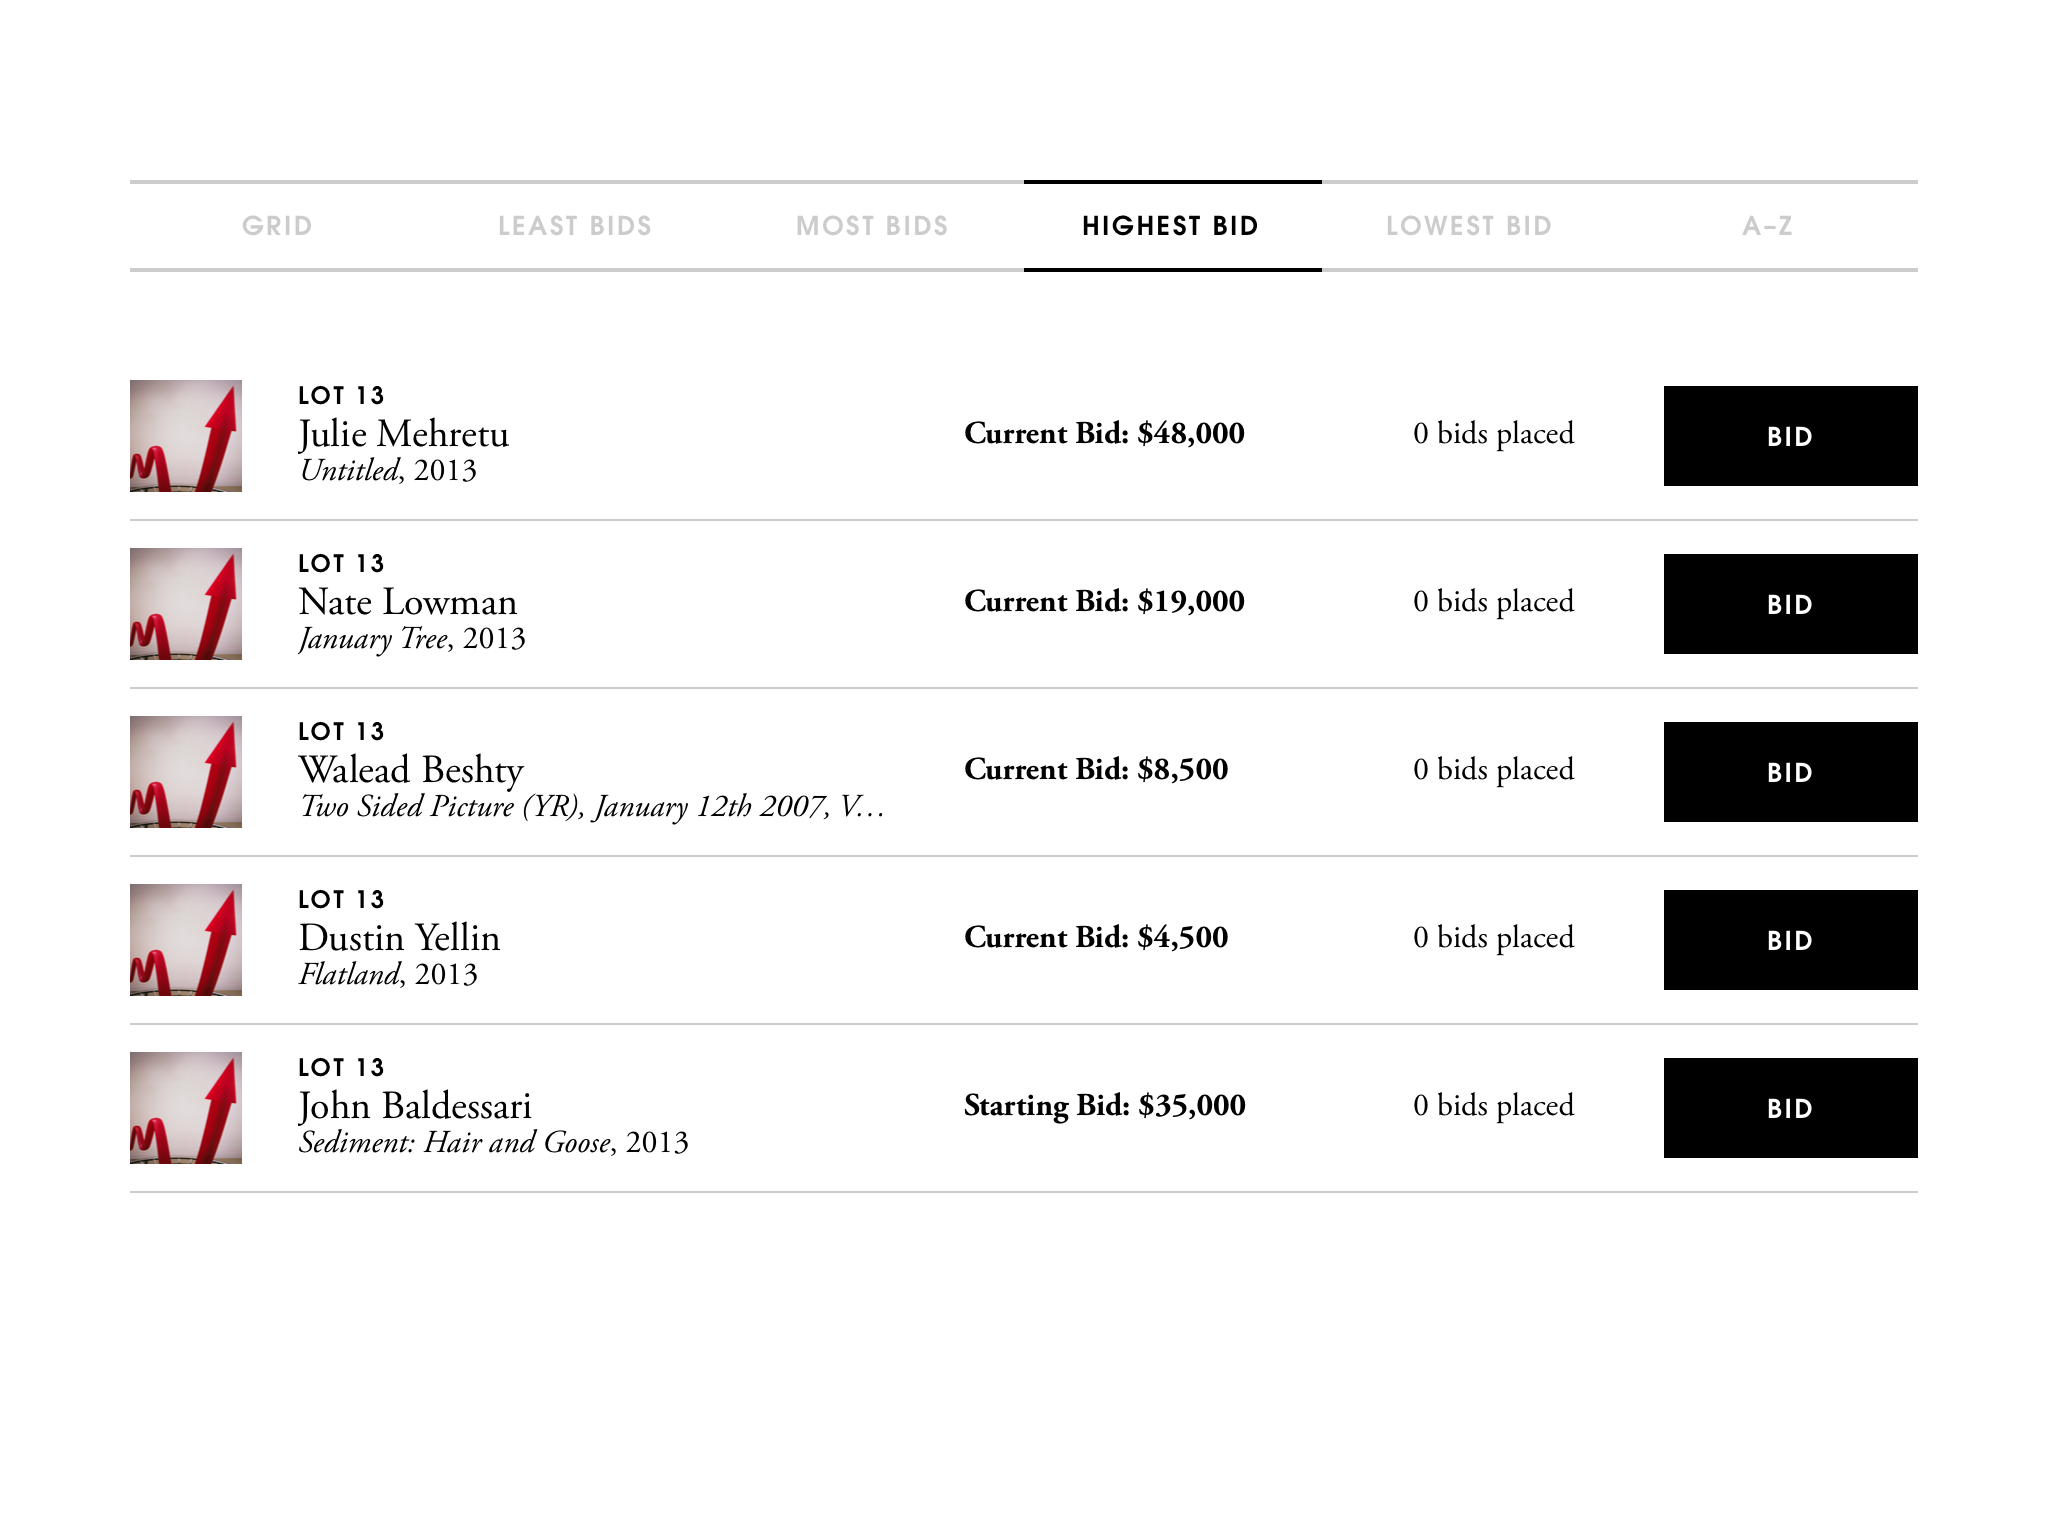 GRID LEAST BIDS MOST BIDS HIGHEST BID LOWEST BID A–Z
LOT 13
Julie Mehretu
Untitled, 2013
Current Bid: $48,000
0 bids placed
BID
LOT 13
Nate Lowman
January Tree, 2013
Current Bid: $19,000
0 bids placed
BID
LOT 13
Walead Beshty
Two Sided Picture (YR), January 12th 2007, V…
Current Bid: $8,500
0 bids placed
BID
LOT 13
Dustin Yellin
Flatland, 2013
Current Bid: $4,500
0 bids placed
BID
LOT 13
John Baldessari
Sediment: Hair and Goose, 2013
Starting Bid: $35,000
0 bids placed
BID